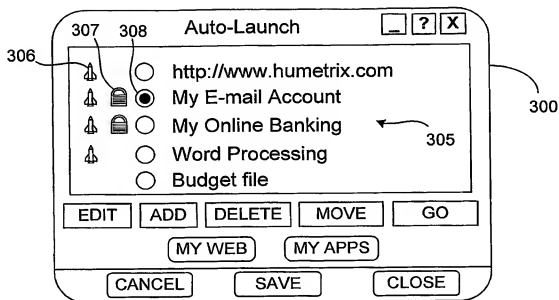 307 308 Auto-Launch _ ? X
306 http://www.humetrix.com
My E-mail Account 300
My Online Banking
305
Word Processing
Budget file
EDIT ADD DELETE MOVE GO
MY WEB MY APPS
CANCEL SAVE CLOSE